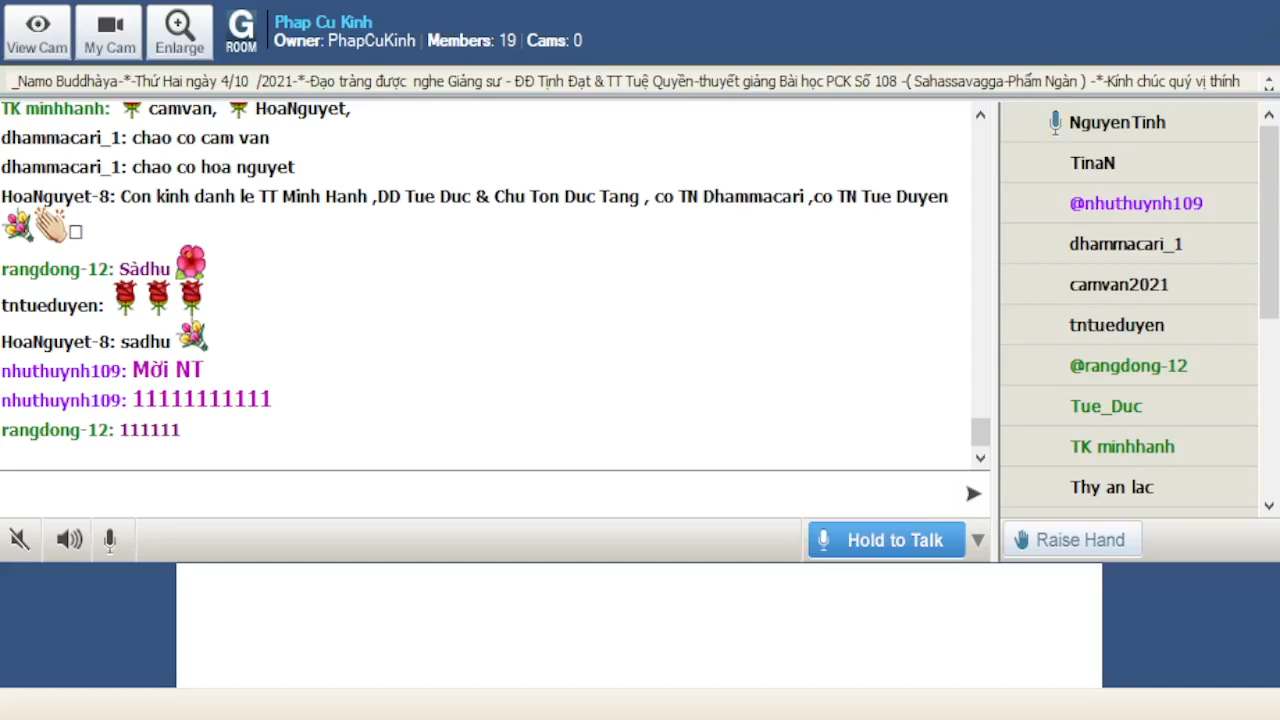 View Cam
My Cam
Enlarge
G
ROOM
Phap Cu Kinh
Owner: PhapCuKinh | Members: 19 | Cams: 0
_Namo Buddhàya-*-Thứ Hai ngày 4/10 /2021-*-Đạo tràng được nghe Giảng sư - ĐĐ Tịnh Đạt & TT Tuệ Quyền-thuyết giảng Bài học PCK Số 108 -( Sahassavagga-Phẩm Ngàn ) -*-Kính chúc quý vị thính
TK minhhanh: camvan, HoaNguyet,
dhammacari_1: chao co cam van
dhammacari_1: chao co hoa nguyet
HoaNguyet-8: Con kinh danh le TT Minh Hanh ,DD Tue Duc & Chu Ton Duc Tang , co TN Dhammacari ,co TN Tue Duyen
rangdong-12: Sàdhu
tntueduyen:
HoaNguyet-8: sadhu
nhuthuynh109: Mời NT
nhuthuynh109: 11111111111
rangdong-12: 111111
NguyenTinh
TinaN
@nhuthuynh109
dhammacari_1
camvan2021
tntueduyen
@rangdong-12
Tue_Duc
TK minhhanh
Thy an lac
Hold to Talk
Raise Hand